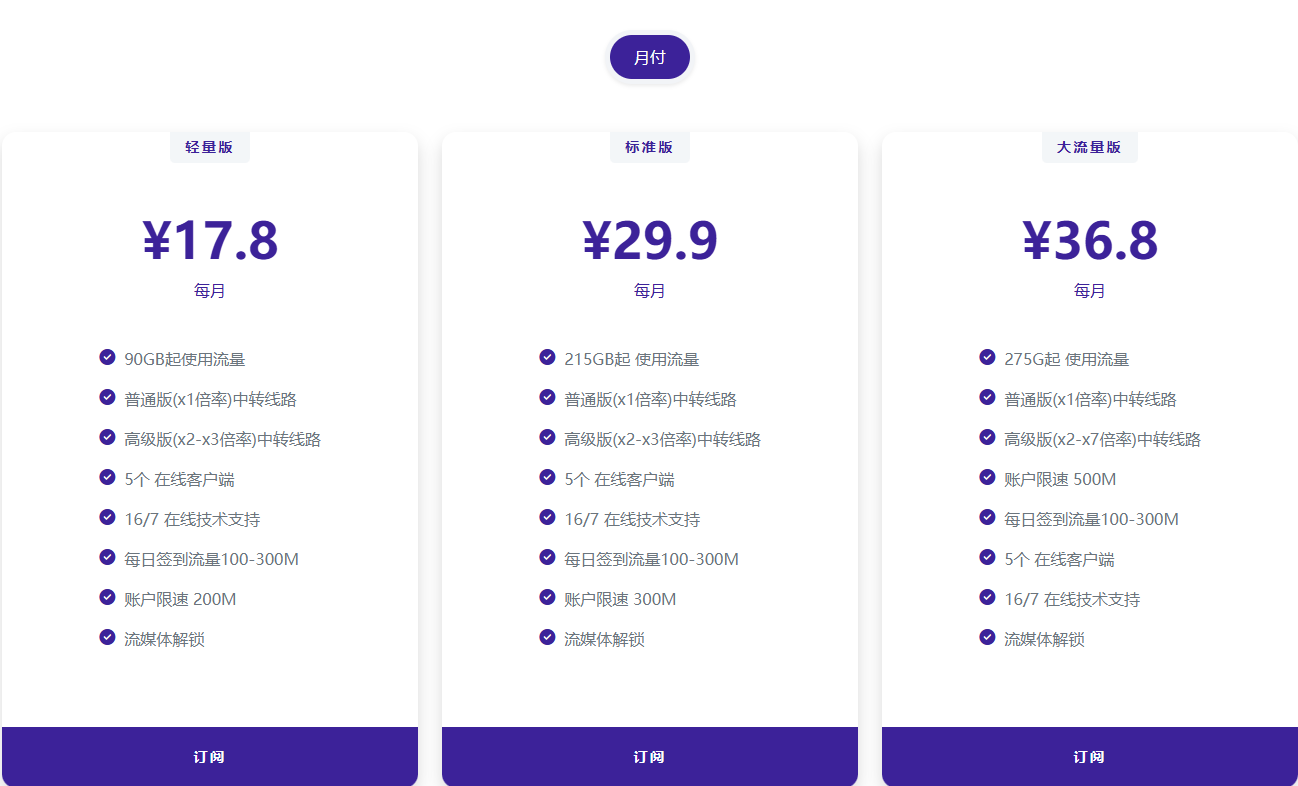 月付
轻量版
¥17.8
每月
90GB起使用流量
普通版(x1倍率)中转线路
高级版(x2-x3倍率)中转线路
5个 在线客户端
16/7 在线技术支持
每日签到流量100-300M
账户限速 200M
流媒体解锁
订阅
标准版
¥29.9
每月
215GB起 使用流量
普通版(x1倍率)中转线路
高级版(x2-x3倍率)中转线路
5个 在线客户端
16/7 在线技术支持
每日签到流量100-300M
账户限速 300M
流媒体解锁
订阅
大流量版
¥36.8
每月
275G起 使用流量
普通版(x1倍率)中转线路
高级版(x2-x7倍率)中转线路
账户限速 500M
每日签到流量100-300M
5个 在线客户端
16/7 在线技术支持
流媒体解锁
订阅